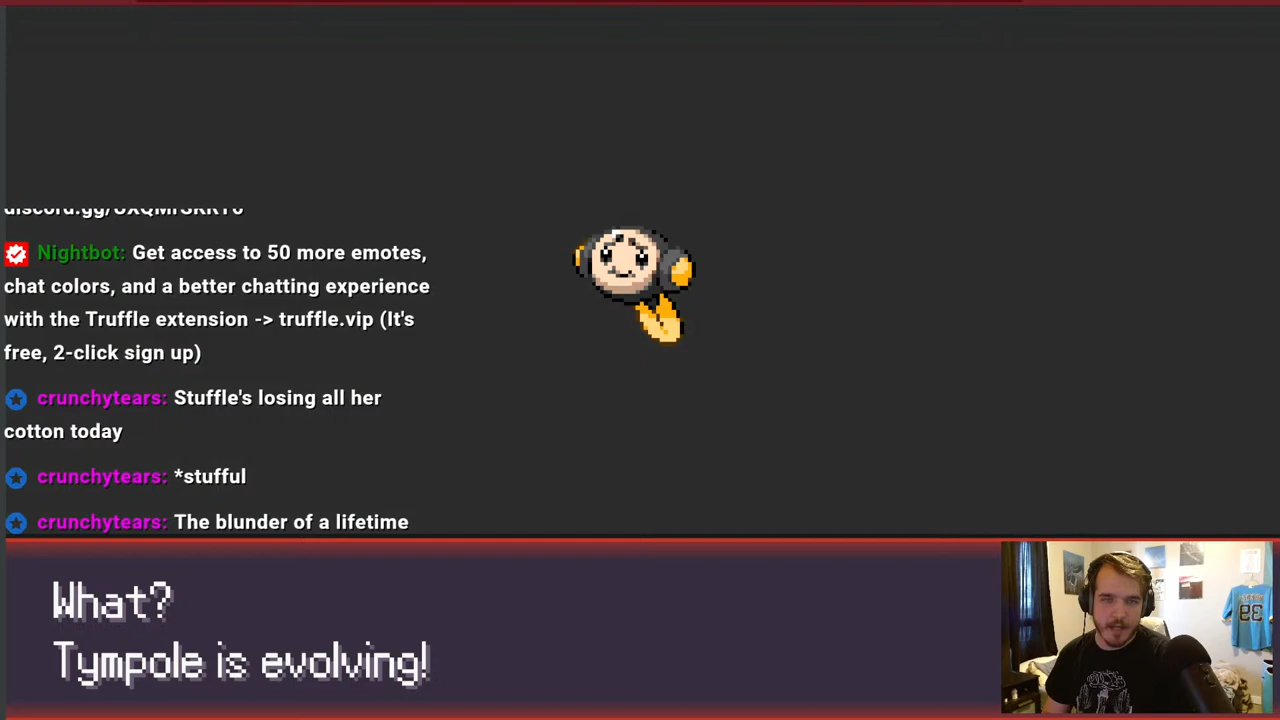 Nightbot: Get access to 50 more emotes,
chat colors, and a better chatting experience
with the Truffle extension -> truffle.vip (It's
free, 2-click sign up)
crunchytears: Stuffle's losing all her
cotton today
crunchytears: *stufful
crunchytears: The blunder of a lifetime
What?
Tympole is evolving!